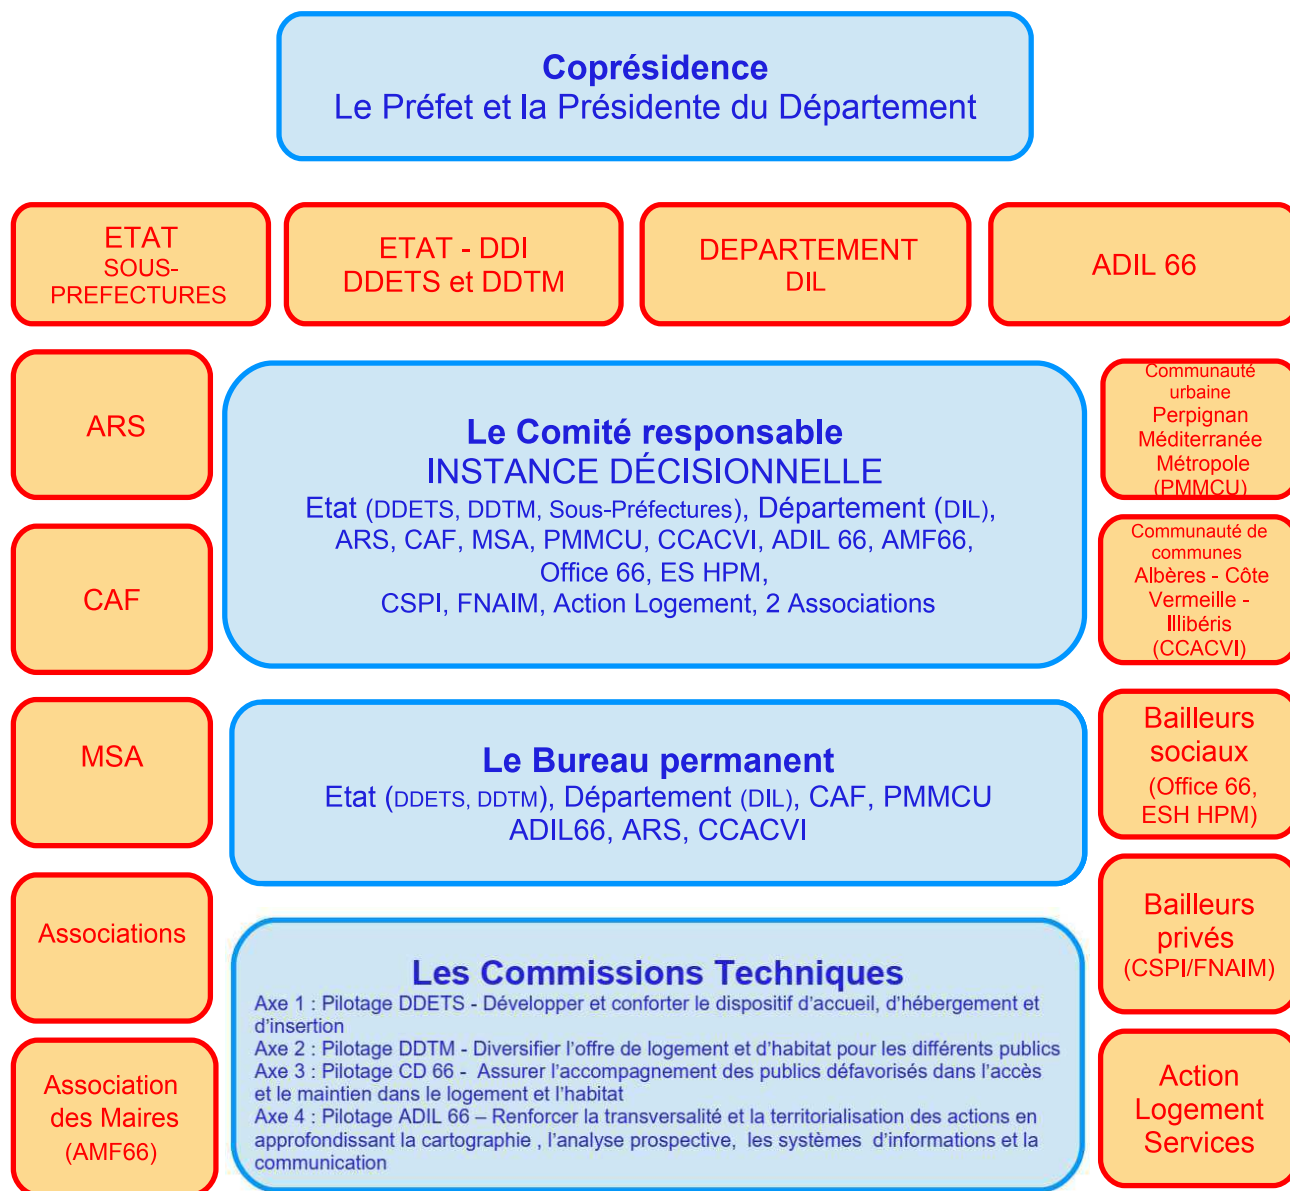 Coprésidence
Le Préfet et la Présidente du Département
ETAT
SOUS-
PREFECTURES
ETAT - DDI
DDETS et DDTM
DEPARTEMENT
DIL
ADIL 66
ARS
CAF
MSA
Associations
Association
des Maires
(AMF66)
Le Comité responsable
INSTANCE DÉCISIONNELLE
Etat (DDETS, DDTM, Sous-Préfectures), Département (DIL),
ARS, CAF, MSA, PMMCU, CCACVI, ADIL 66, AMF66,
Office 66, ES HPM,
CSPI, FNAIM, Action Logement, 2 Associations
Le Bureau permanent
Etat (DDETS, DDTM), Département (DIL), CAF, PMMCU
ADIL66, ARS, CCACVI
Les Commissions Techniques
Axe 1 : Pilotage DDETS - Développer et conforter le dispositif d'accueil, d'hébergement et
d'insertion
Axe 2 : Pilotage DDTM - Diversifier l'offre de logement et d'habitat pour les différents publics
Axe 3 : Pilotage CD 66 - Assurer l'accompagnement des publics défavorisés dans l'accès
et le maintien dans le logement et l'habitat
Axe 4 : Pilotage ADIL 66 – Renforcer la transversalité et la territorialisation des actions en
approfondissant la cartographie , l'analyse prospective, les systèmes d'informations et la
communication
Communauté
urbaine
Perpignan
Méditerranée
Métropole
(PMMCU)
Communauté de
communes
Albères - Côte
Vermeille -
Illibéris
(CCACVI)
Bailleurs
sociaux
(Office 66,
ESH HPM)
Bailleurs
privés
(CSPI/FNAIM)
Action
Logement
Services